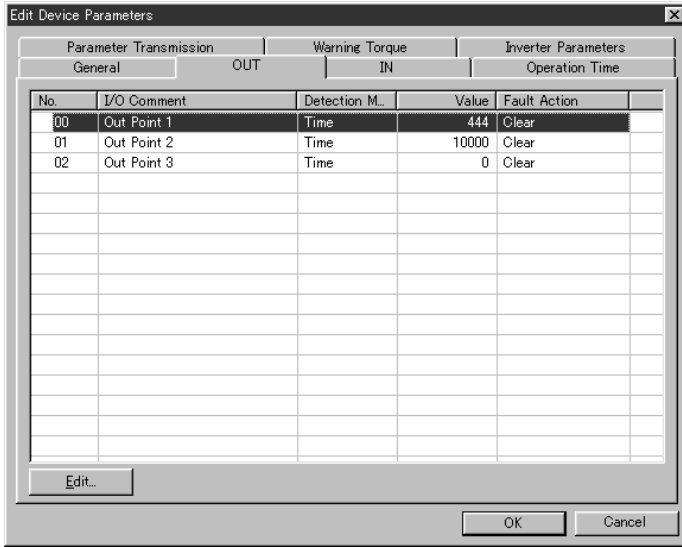 Edit Device Parameters
Parameter Transmission Warning Torque Inverter Parameters
General OUT IN Operation Time
No. I/O Comment Detection M... Value Fault Action
00 Out Point 1 Time 444 Clear
01 Out Point 2 Time 10000 Clear
02 Out Point 3 Time 0 Clear
Edit...
OK Cancel